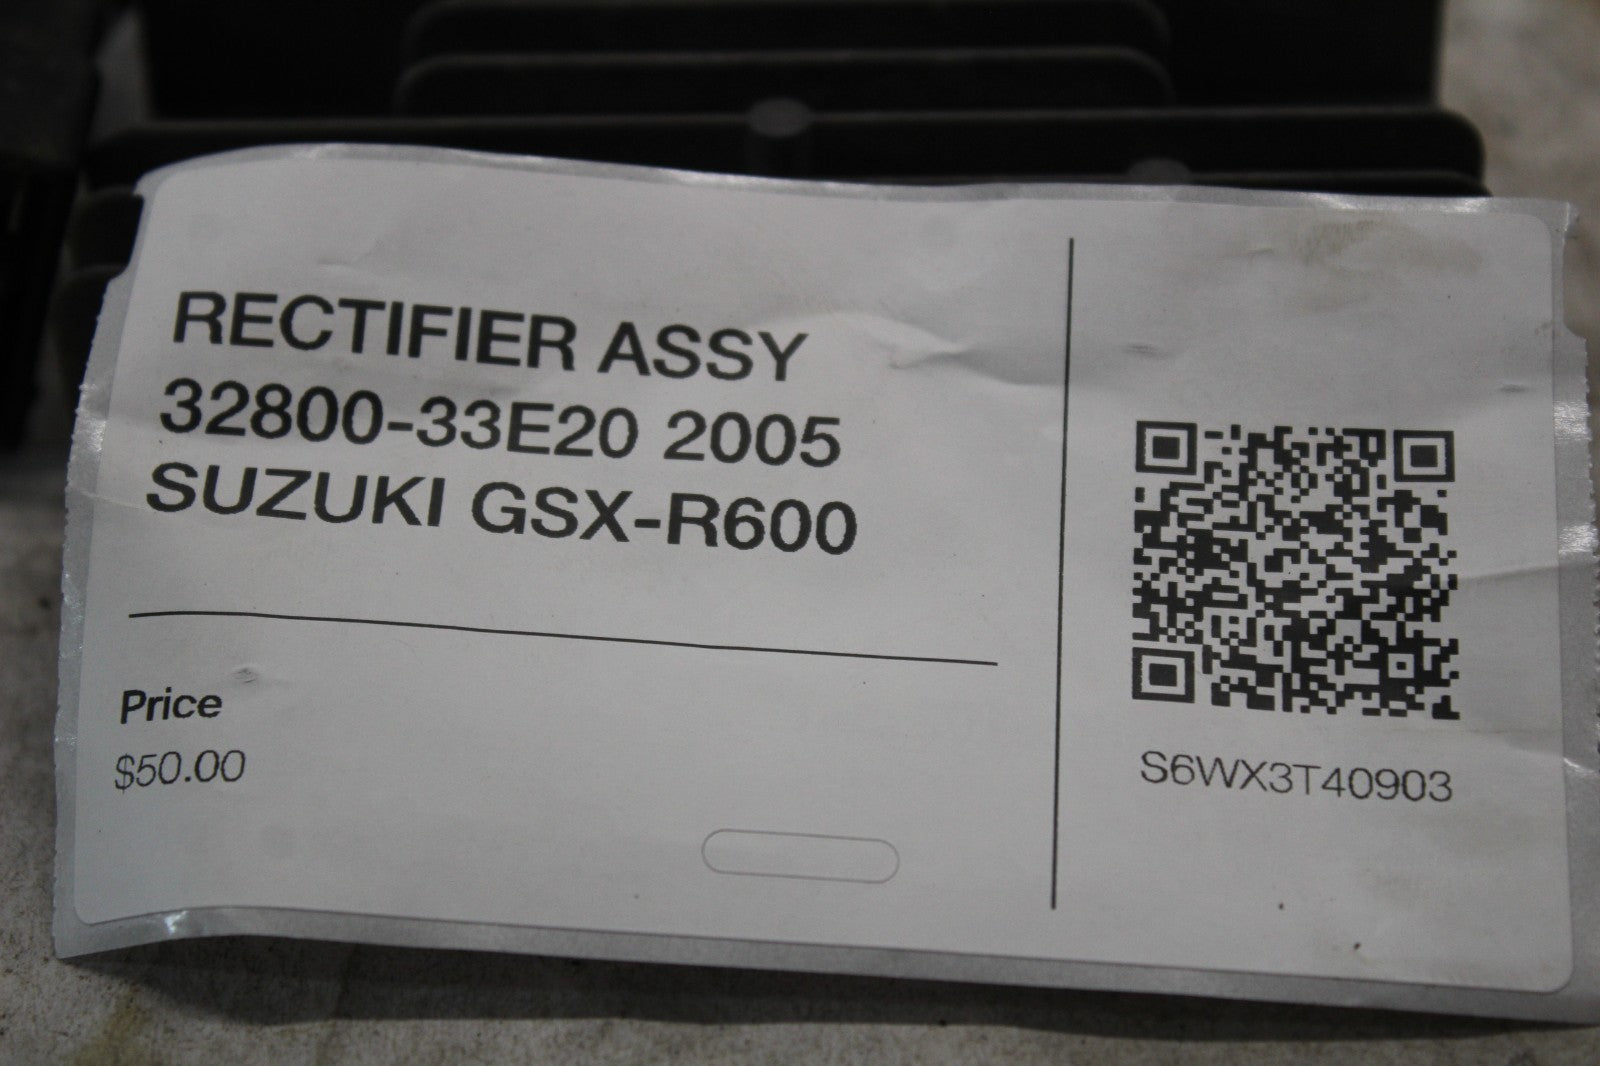 RECTIFIER ASSY
32800-33E20 2005
SUZUKI GSX-R600
Price
$50.00
S6WX3T40903